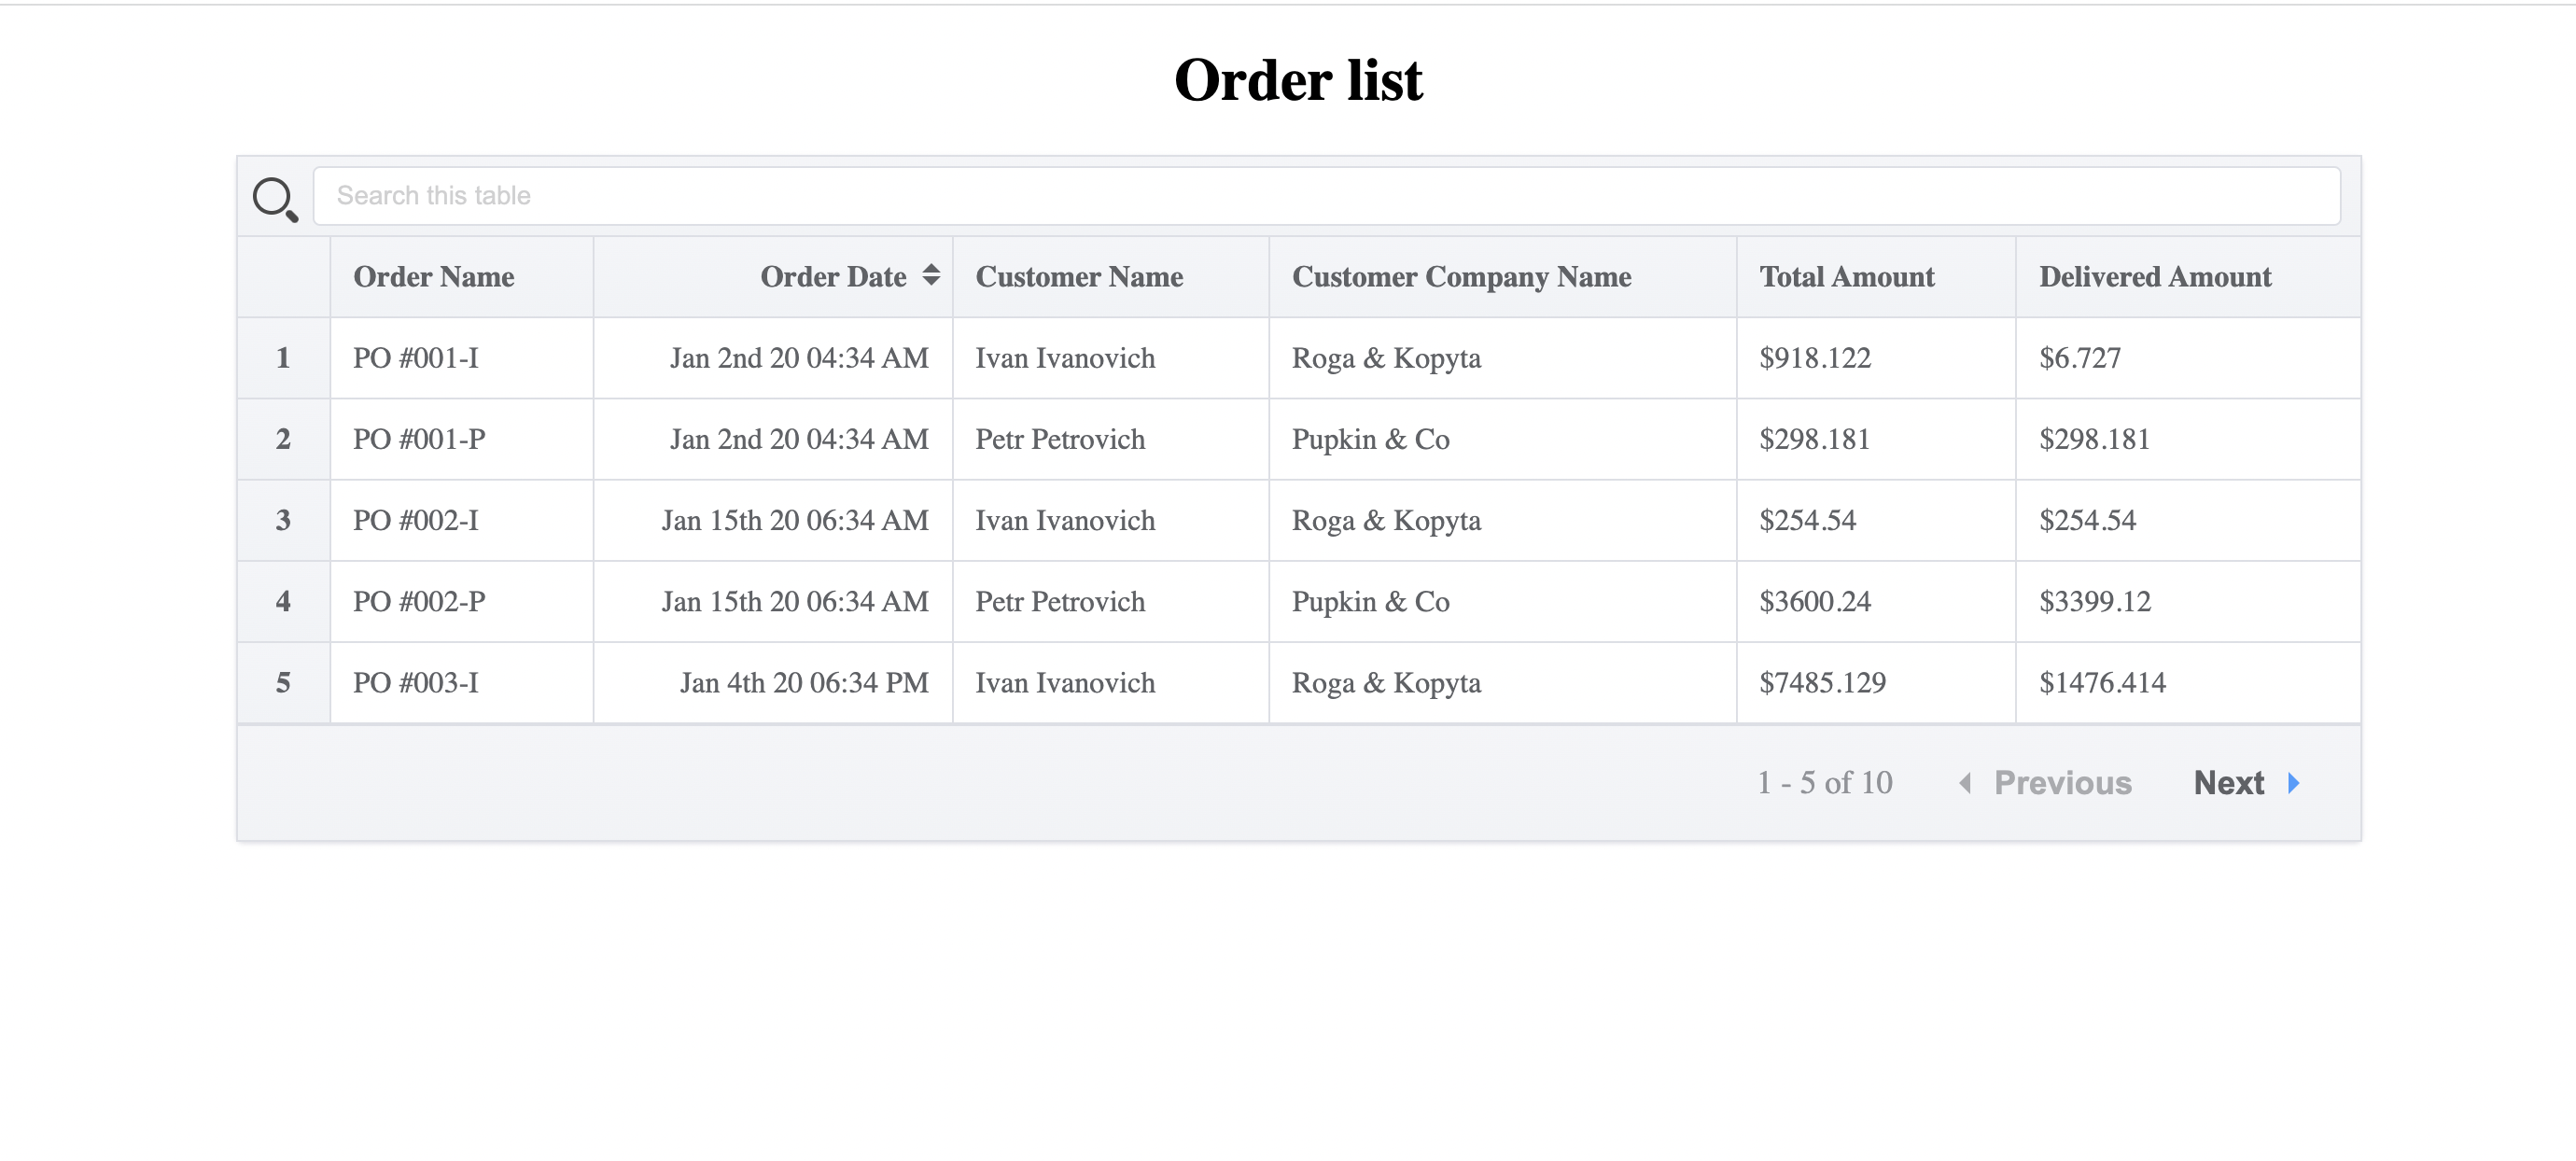 Order list
Search this table
Order Name Order Date Customer Name Customer Company Name Total Amount Delivered Amount
1 PO #001-I Jan 2nd 20 04:34 AM Ivan Ivanovich Roga & Kopyta $918.122 $6.727
2 PO #001-P Jan 2nd 20 04:34 AM Petr Petrovich Pupkin & Co $298.181 $298.181
3 PO #002-I Jan 15th 20 06:34 AM Ivan Ivanovich Roga & Kopyta $254.54 $254.54
4 PO #002-P Jan 15th 20 06:34 AM Petr Petrovich Pupkin & Co $3600.24 $3399.12
5 PO #003-I Jan 4th 20 06:34 PM Ivan Ivanovich Roga & Kopyta $7485.129 $1476.414
1 - 5 of 10 Previous Next